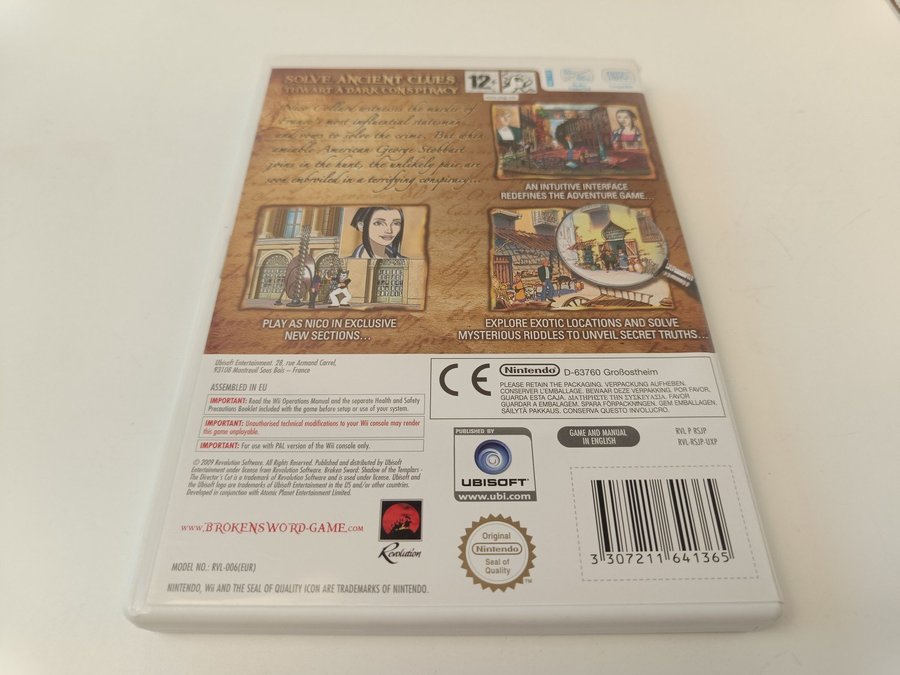 SOLVE ANCIENT CLUES
THWART A DARK CONSPIRACY
Nico Collard witnesses the murder of
France's most influential statesman,
and vows to solve the crime. But when
amiable American George Stobbart
joins in the hunt, the unlikely pair are
soon embroiled in a terrifying conspiracy...
12+
AN INTUITIVE INTERFACE
REDEFINES THE ADVENTURE GAME...
PLAY AS NICO IN EXCLUSIVE
NEW SECTIONS...
EXPLORE EXOTIC LOCATIONS AND SOLVE
MYSTERIOUS RIDDLES TO UNVEIL SECRET TRUTHS...
Ubisoft Entertainment 28, rue Armand Carrel,
93108 Montreuil Sous Bois – France
ASSEMBLED IN EU
IMPORTANT: Read the Wii Operations Manual and the separate Health and Safety
Precautions Booklet included with the game before setup or use of your system.
IMPORTANT: Unauthorised technical modifications to your Wii console may render
this game unplayable.
IMPORTANT: For use with PAL version of the Wii console only.
CE
Nintendo D-63760 Großostheim
PLEASE RETAIN THE PACKAGING. VERPACKUNG AUFHEBEN.
CONSERVER L'EMBALLAGE. BEWAAR DEZE VERPAKKING. POR FAVOR,
GUARDA ESTA CAJA. ΔΙΑΤΗΡΗΣΤΕ ΤΗΝ ΣΥΣΚΕΥΑΣΙΑ. FAVOR
GUARDAR A EMBALAGEM. SPARA FÖRPACKNINGEN. GEM EMBALLAGEN.
SÄILYTÄ PAKKAUS. CONSERVA QUESTO INVOLUCRO.
© 2009 Revolution Software. All rights reserved. Published and distributed by Ubisoft
Entertainment under license from Revolution Software. Broken Sword: Shadow of the Templars -
The Director's Cut is a trademark of Revolution Software and is used under license. Ubisoft and
the Ubisoft logo are trademarks of Ubisoft Entertainment in the US and/or other countries.
Developed in conjunction with Atomic Planet Entertainment Limited.
PUBLISHED BY
UBISOFT
www.ubi.com
GAME AND MANUAL
IN ENGLISH
RVL P RSJP
RVL-RSJP-UXP
www.BROKENSWORD-GAME.com
Revolution
Original
Nintendo
Seal of
Quality
TM
3 307211 641365
MODEL NO.: RVL-006(EUR)
NINTENDO, Wii AND THE SEAL OF QUALITY ICON ARE TRADEMARKS OF NINTENDO.